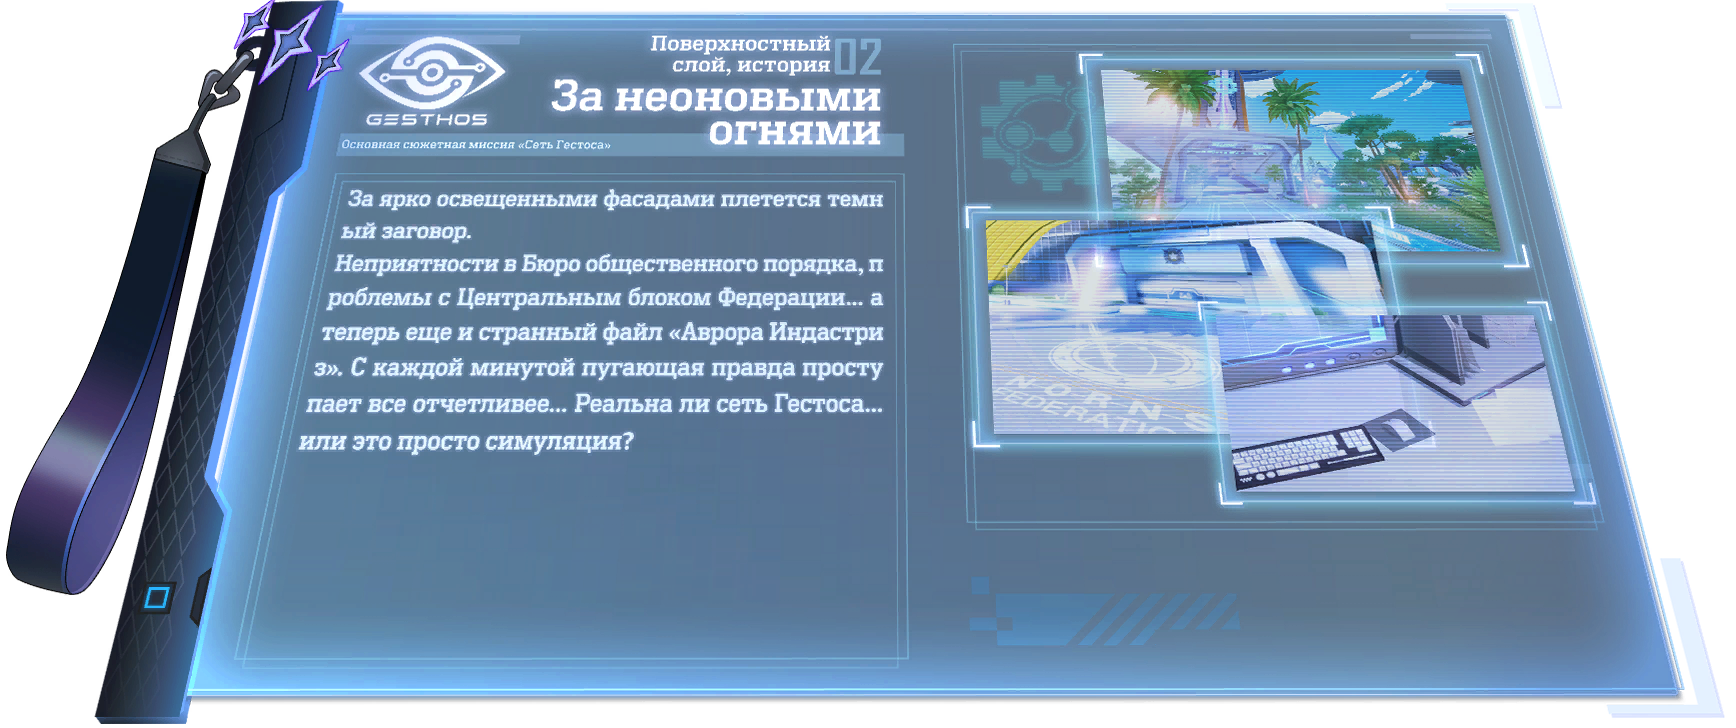 GESTHOS
Поверхностный
слой, история
02
За неоновыми
огнями
Основная сюжетная миссия «Сеть Гестоса»
За ярко освещенными фасадами плетется темн
ый заговор.
Неприятности в Бюро общественного порядка, п
роблемы с Центральным блоком Федерации... а
теперь еще и странный файл «Аврора Индастри
з». С каждой минутой пугающая правда просту
пает все отчетливее... Реальна ли сеть Гестоса...
или это просто симуляция?
NORNS
FEDERATIO